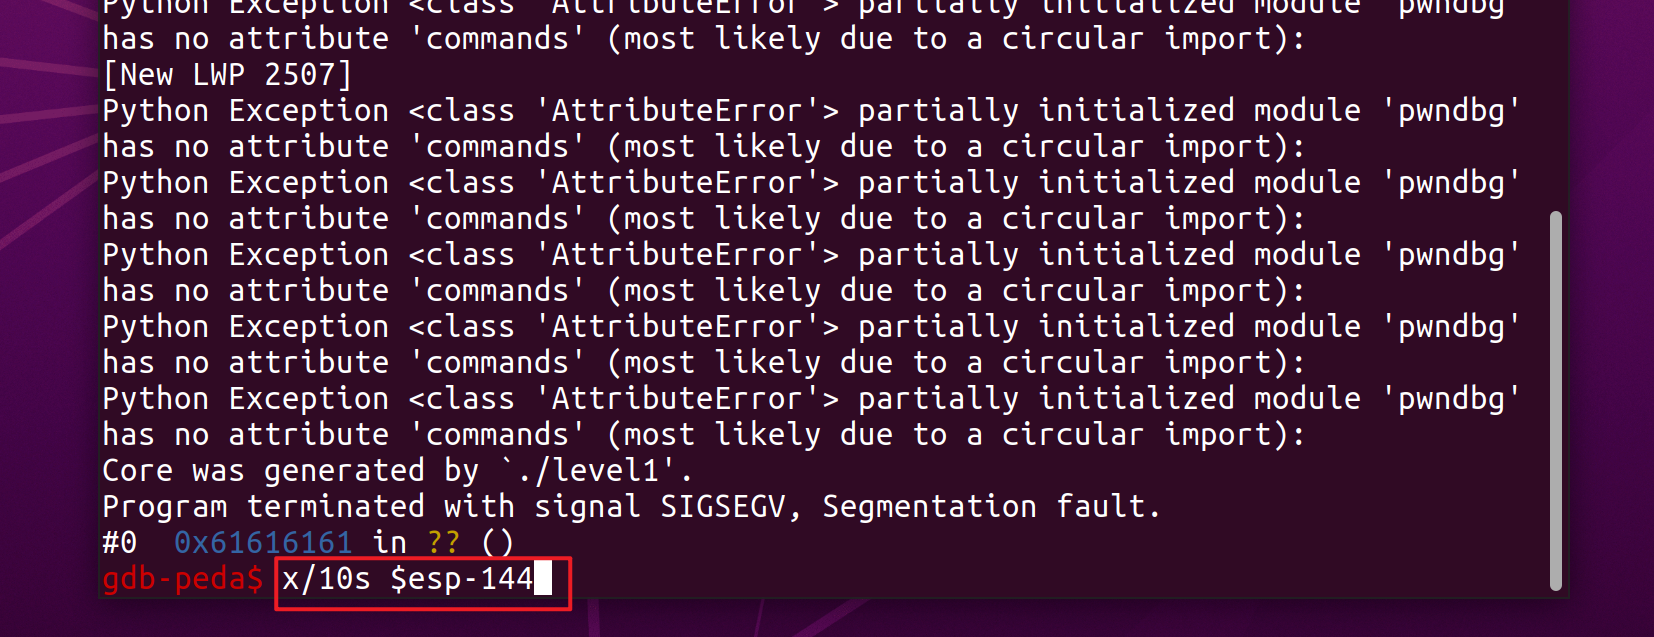 Python Exception <class 'AttributeError'> partially initialized module 'pwndbg'
has no attribute 'commands' (most likely due to a circular import):
[New LWP 2507]
Python Exception <class 'AttributeError'> partially initialized module 'pwndbg'
has no attribute 'commands' (most likely due to a circular import):
Python Exception <class 'AttributeError'> partially initialized module 'pwndbg'
has no attribute 'commands' (most likely due to a circular import):
Python Exception <class 'AttributeError'> partially initialized module 'pwndbg'
has no attribute 'commands' (most likely due to a circular import):
Python Exception <class 'AttributeError'> partially initialized module 'pwndbg'
has no attribute 'commands' (most likely due to a circular import):
Python Exception <class 'AttributeError'> partially initialized module 'pwndbg'
has no attribute 'commands' (most likely due to a circular import):
Core was generated by `./level1'.
Program terminated with signal SIGSEGV, Segmentation fault.
#0  0x61616161 in ?? ()
gdb-peda$ x/10s $esp-144